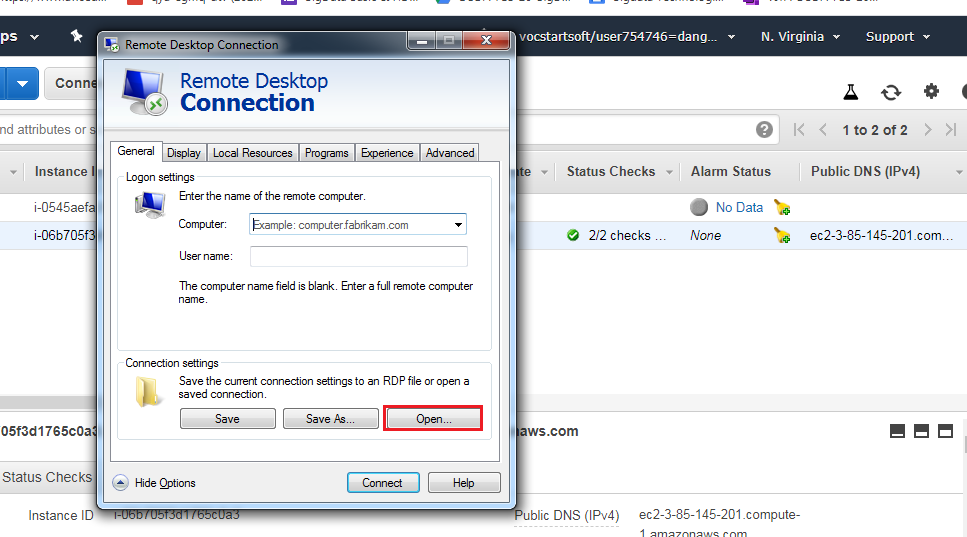 ps
vocstartsoft/user754746=dang...
N. Virginia
Support
Remote Desktop Connection
Conne
Remote Desktop
Connection
nd attributes or s
1 to 2 of 2
General
Display
Local Resources
Programs
Experience
Advanced
Instance I
te
Status Checks
Alarm Status
Public DNS (IPv4)
Logon settings
Enter the name of the remote computer.
i-0545aefa
No Data
Computer:
Example: computer.fabrikam.com
i-06b705f3
2/2 checks ...
None
ec2-3-85-145-201.com...
User name:
The computer name field is blank. Enter a full remote computer
name.
Connection settings
Save the current connection settings to an RDP file or open a
saved connection.
Save
Save As...
Open...
05f3d1765c0a3
aws.com
Status Checks
Hide Options
Connect
Help
Instance ID
i-06b705f3d1765c0a3
Public DNS (IPv4)
ec2-3-85-145-201.compute-
1.amazonaws.com